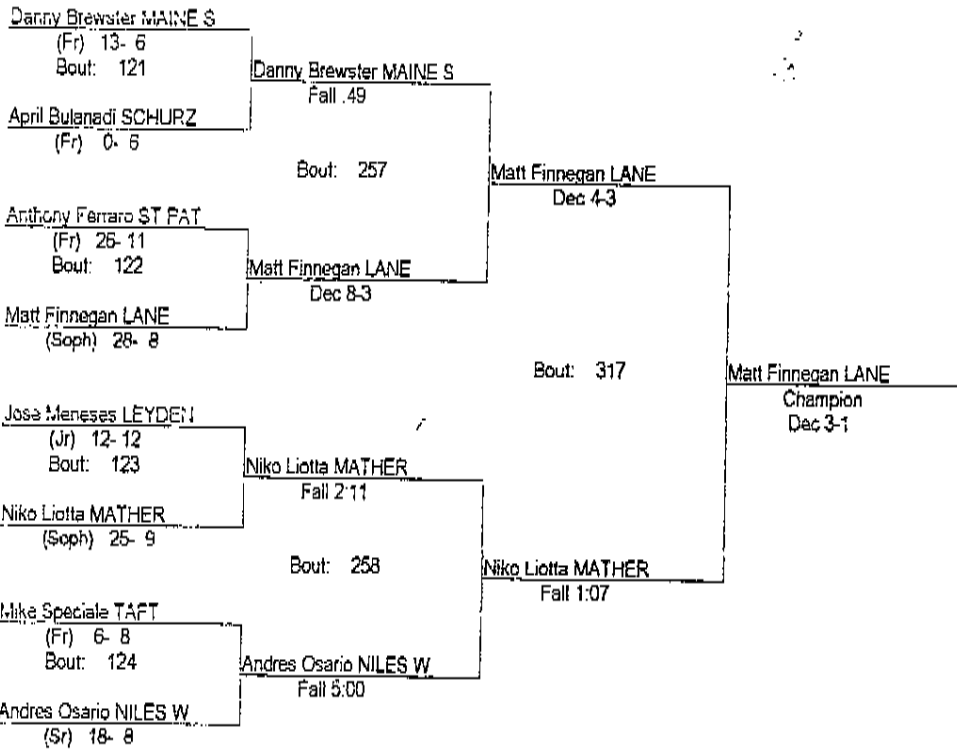 Danny Brewster MAINE S
(Fr) 13- 6
Bout: 121
Danny Brewster MAINE S
Fall .49
April Bulanadi SCHURZ
(Fr) 0- 6
Bout: 257
Matt Finnegan LANE
Dec 4-3
Anthony Ferraro ST PAT
(Fr) 26- 11
Bout: 122
Matt Finnegan LANE
Dec 8-3
Matt Finnegan LANE
(Soph) 28- 8
Bout: 317
Matt Finnegan LANE
Champion
Dec 3-1
Jose Meneses LEYDEN
(Jr) 12- 12
Bout: 123
Niko Liotta MATHER
Fall 2:11
Niko Liotta MATHER
(Soph) 25- 9
Bout: 258
Niko Liotta MATHER
Fall 1:07
Mike Speciale TAFT
(Fr) 6- 8
Bout: 124
Andres Osario NILES W
Fall 5:00
Andres Osario NILES W
(Sr) 18- 8